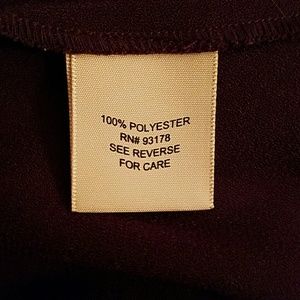 100% POLYESTER
RN# 93178
SEE REVERSE
FOR CARE